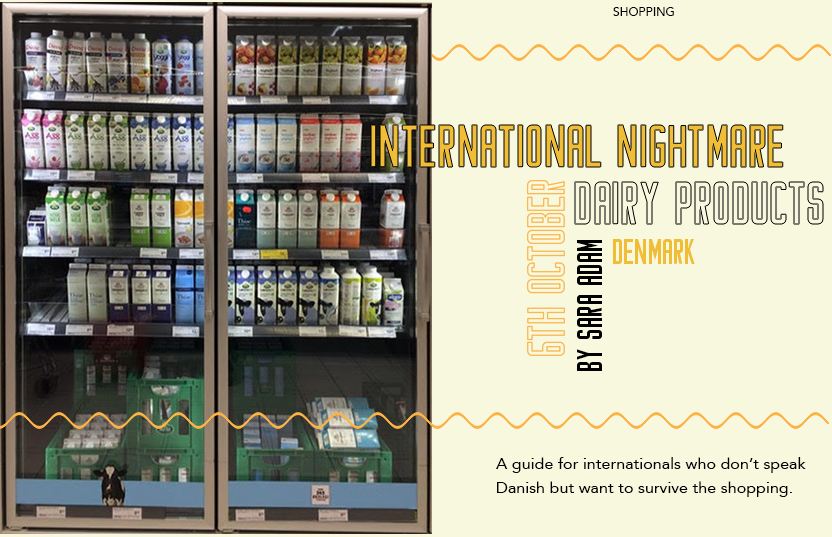 SHOPPING
INTERNATIONAL NIGHTMARE
DAIRY PRODUCTS
DENMARK
6TH OCTOBER
BY SARA ADAM
A guide for internationals who don’t speak
Danish but want to survive the shopping.